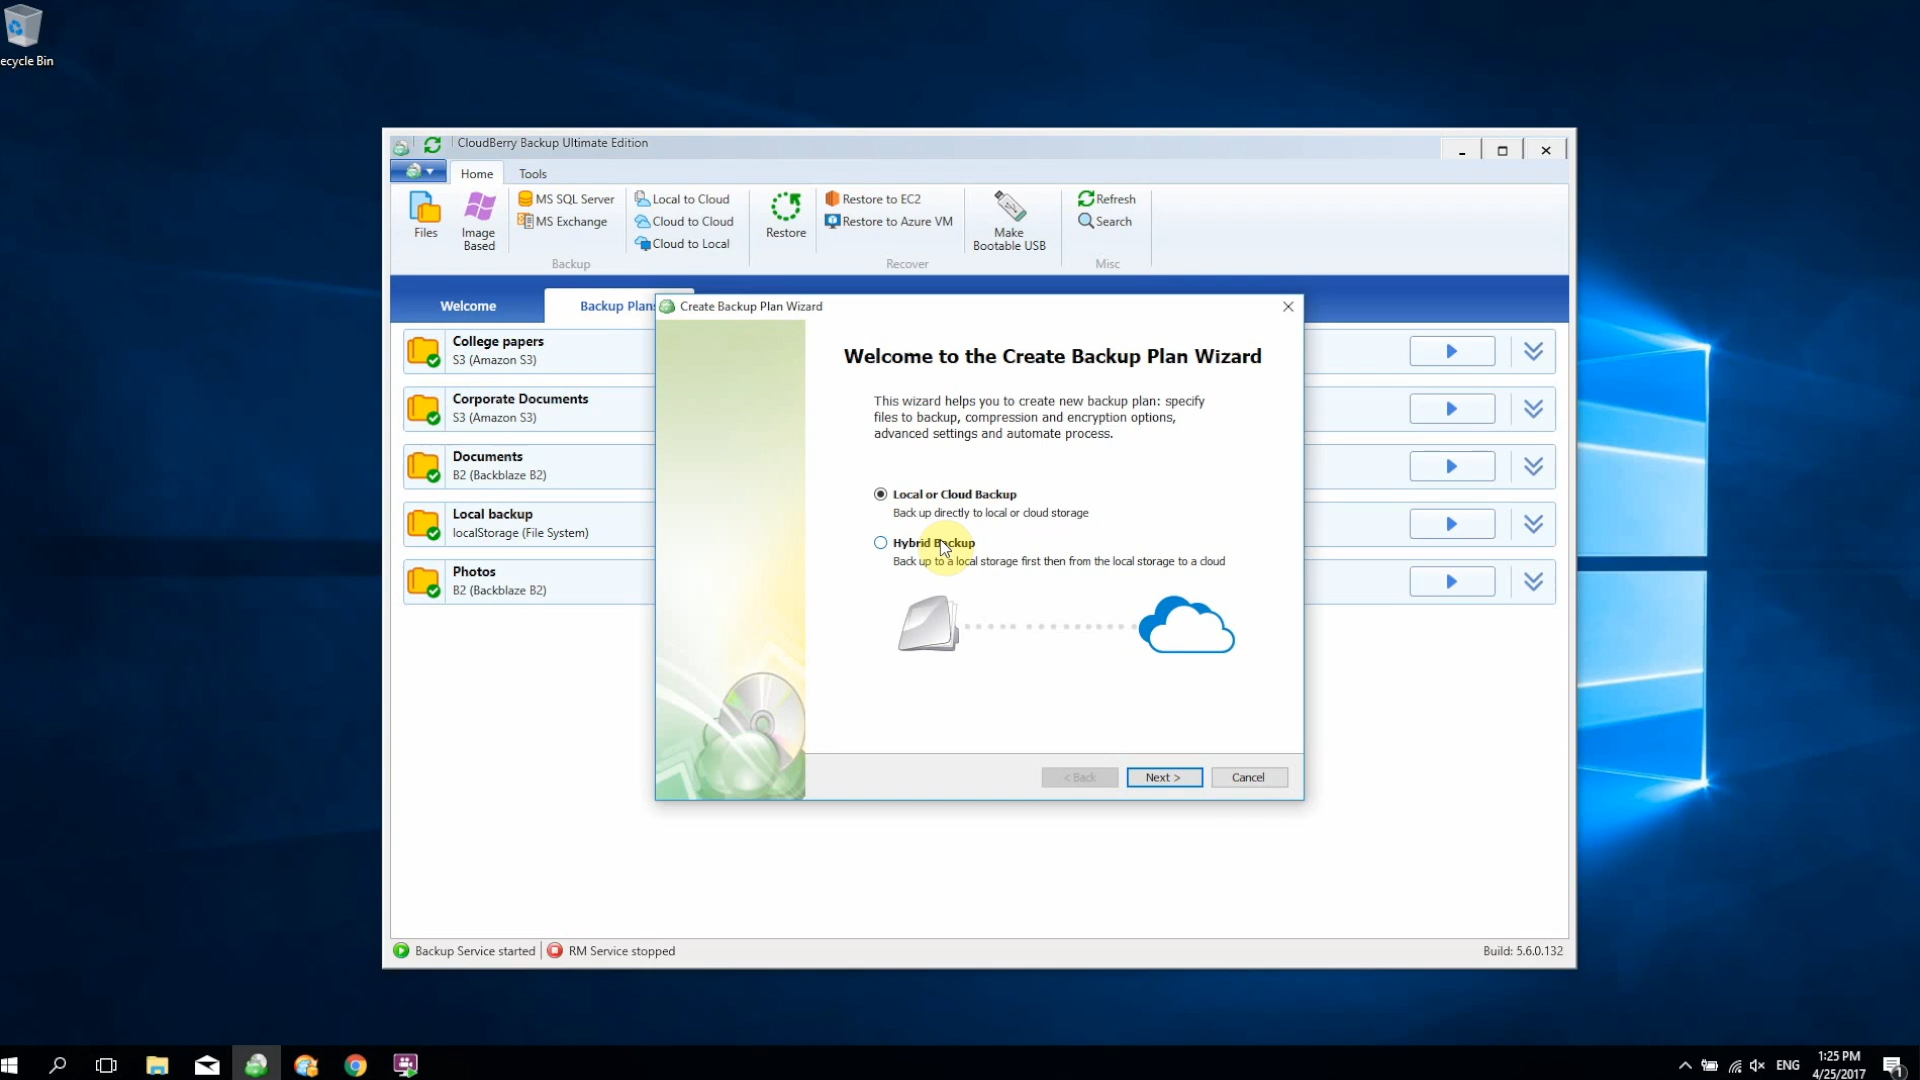 ecycle Bin
CloudBerry Backup Ultimate Edition
Home
Tools
Files
Image
Based
MS SQL Server
MS Exchange
Local to Cloud
Cloud to Cloud
Cloud to Local
Backup
Restore
Restore to EC2
Restore to Azure VM
Recover
Make
Bootable USB
Refresh
Search
Misc
Welcome
Backup Plans
College papers
S3 (Amazon S3)
Corporate Documents
S3 (Amazon S3)
Documents
B2 (Backblaze B2)
Local backup
localStorage (File System)
Photos
B2 (Backblaze B2)
Create Backup Plan Wizard
Welcome to the Create Backup Plan Wizard
This wizard helps you to create new backup plan: specify
files to backup, compression and encryption options,
advanced settings and automate process.
Local or Cloud Backup
Back up directly to local or cloud storage
Hybrid Backup
Back up to a local storage first then from the local storage to a cloud
< Back
Next >
Cancel
Backup Service started
RM Service stopped
Build: 5.6.0.132
ENG
1:25 PM
4/25/2017
1